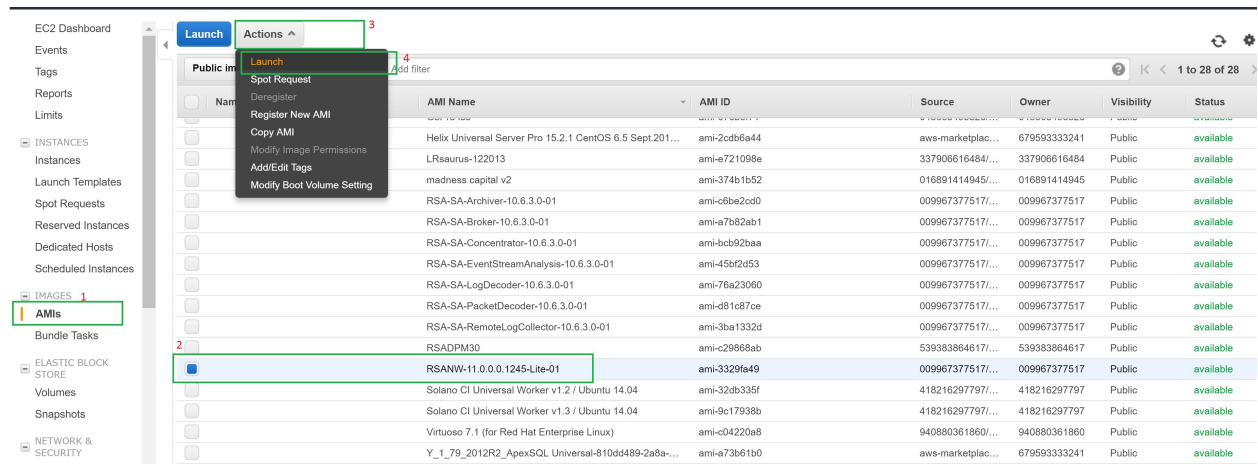 EC2 Dashboard
Events
Tags
Reports
Limits
INSTANCES
Instances
Launch Templates
Spot Requests
Reserved Instances
Dedicated Hosts
Scheduled Instances
IMAGES 1
AMIs
Bundle Tasks
ELASTIC BLOCK
STORE
Volumes
Snapshots
NETWORK &
SECURITY
Launch Actions 3
Launch 4
Spot Request
Deregister
Register New AMI
Copy AMI
Modify Image Permissions
Add/Edit Tags
Modify Boot Volume Setting
Public im Add filter 1 to 28 of 28
Nam AMI Name AMI ID Source Owner Visibility Status
available
Helix Universal Server Pro 15.2.1 CentOS 6.5 Sept.201... ami-2cdb6a44 aws-marketplac... 679593333241 Public available
LRsaurus-122013 ami-e721098e 337906616484/... 337906616484 Public available
madness capital v2 ami-374b1b52 016891414945/... 016891414945 Public available
RSA-SA-Archiver-10.6.3.0-01 ami-c6be2cd0 009967377517/... 009967377517 Public available
RSA-SA-Broker-10.6.3.0-01 ami-a7b82ab1 009967377517/... 009967377517 Public available
RSA-SA-Concentrator-10.6.3.0-01 ami-bcb92baa 009967377517/... 009967377517 Public available
RSA-SA-EventStreamAnalysis-10.6.3.0-01 ami-45bf2d53 009967377517/... 009967377517 Public available
RSA-SA-LogDecoder-10.6.3.0-01 ami-76a23060 009967377517/... 009967377517 Public available
RSA-SA-PacketDecoder-10.6.3.0-01 ami-d81c87ce 009967377517/... 009967377517 Public available
RSA-SA-RemoteLogCollector-10.6.3.0-01 ami-3ba1332d 009967377517/... 009967377517 Public available
2 RSADPM30 ami-c29868ab 539383864617/... 539383864617 Public available
RSANW-11.0.0.0.1245-Lite-01 ami-3329fa49 009967377517/... 009967377517 Public available
Solano CI Universal Worker v1.2 / Ubuntu 14.04 ami-32db335f 418216297797/... 418216297797 Public available
Solano CI Universal Worker v1.3 / Ubuntu 14.04 ami-9c17938b 418216297797/... 418216297797 Public available
Virtuoso 7.1 (for Red Hat Enterprise Linux) ami-c04220a8 940880361860/... 940880361860 Public available
Y_1_79_2012R2_ApexSQL Universal-810dd489-2a8a-... ami-a73b61b0 aws-marketplac... 679593333241 Public available